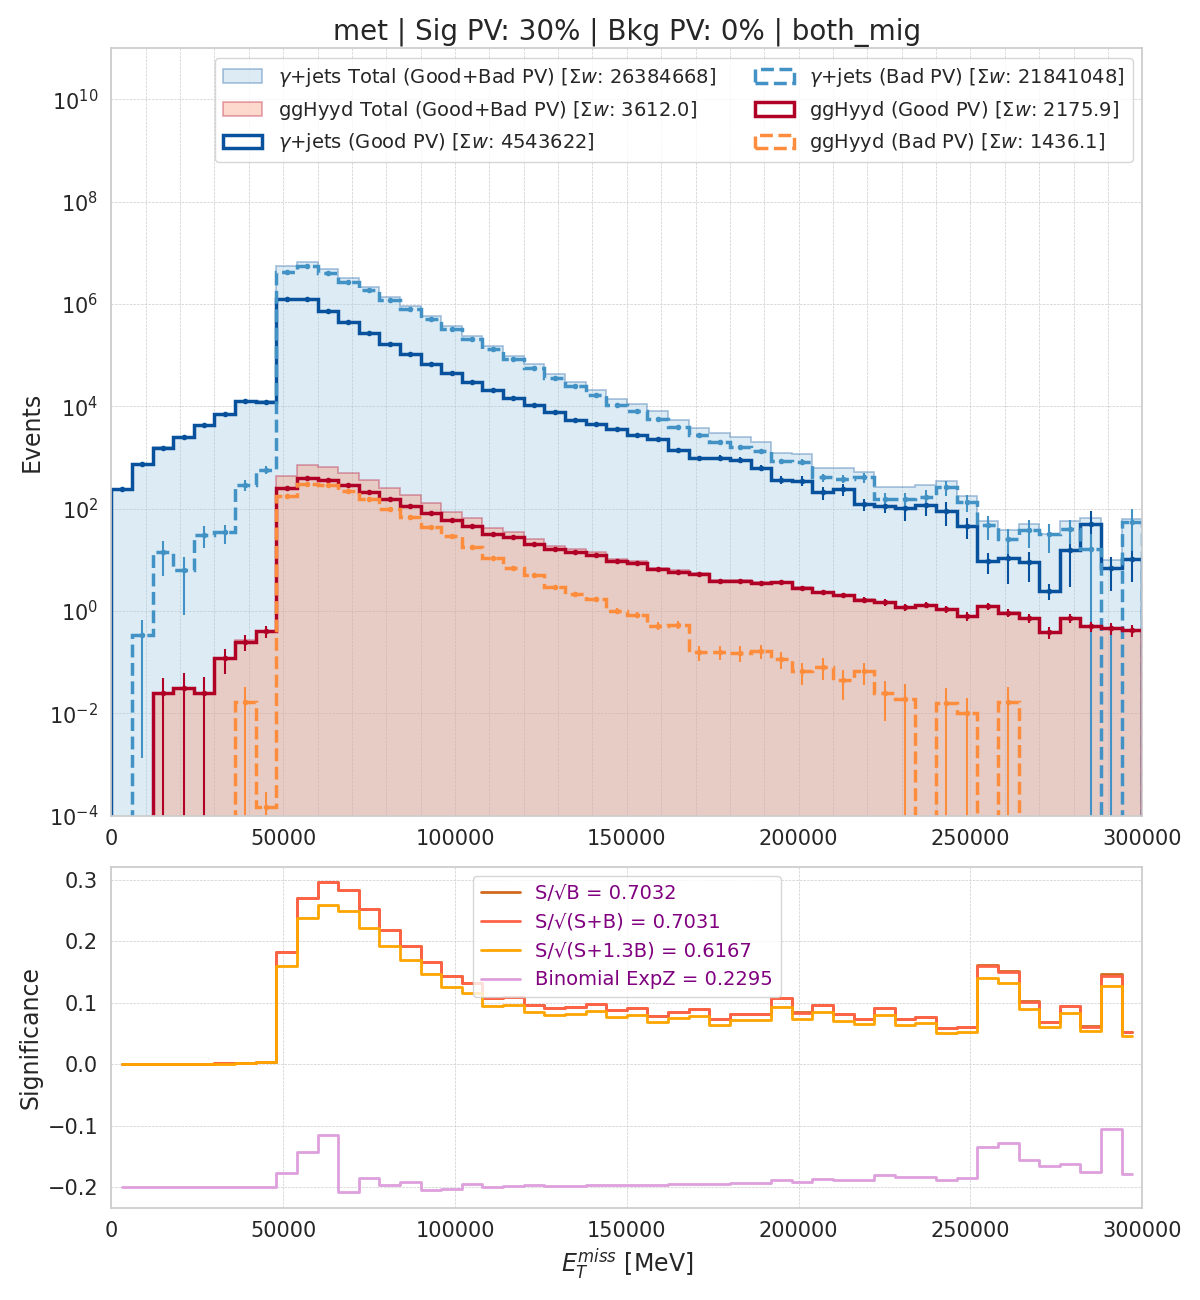 met | Sig PV: 30% | Bkg PV: 0% | both_mig
γ+jets Total (Good+Bad PV) [Σw: 26384668]
ggHyyd Total (Good+Bad PV) [Σw: 3612.0]
γ+jets (Good PV) [Σw: 4543622]
γ+jets (Bad PV) [Σw: 21841048]
ggHyyd (Good PV) [Σw: 2175.9]
ggHyyd (Bad PV) [Σw: 1436.1]
Events
10^10
10^8
10^6
10^4
10^2
10^0
10^−2
10^−4
0 50000 100000 150000 200000 250000 300000
S/√B = 0.7032
S/√(S+B) = 0.7031
S/√(S+1.3B) = 0.6167
Binomial ExpZ = 0.2295
Significance
0.3
0.2
0.1
0.0
−0.1
−0.2
0 50000 100000 150000 200000 250000 300000
E_T^miss [MeV]